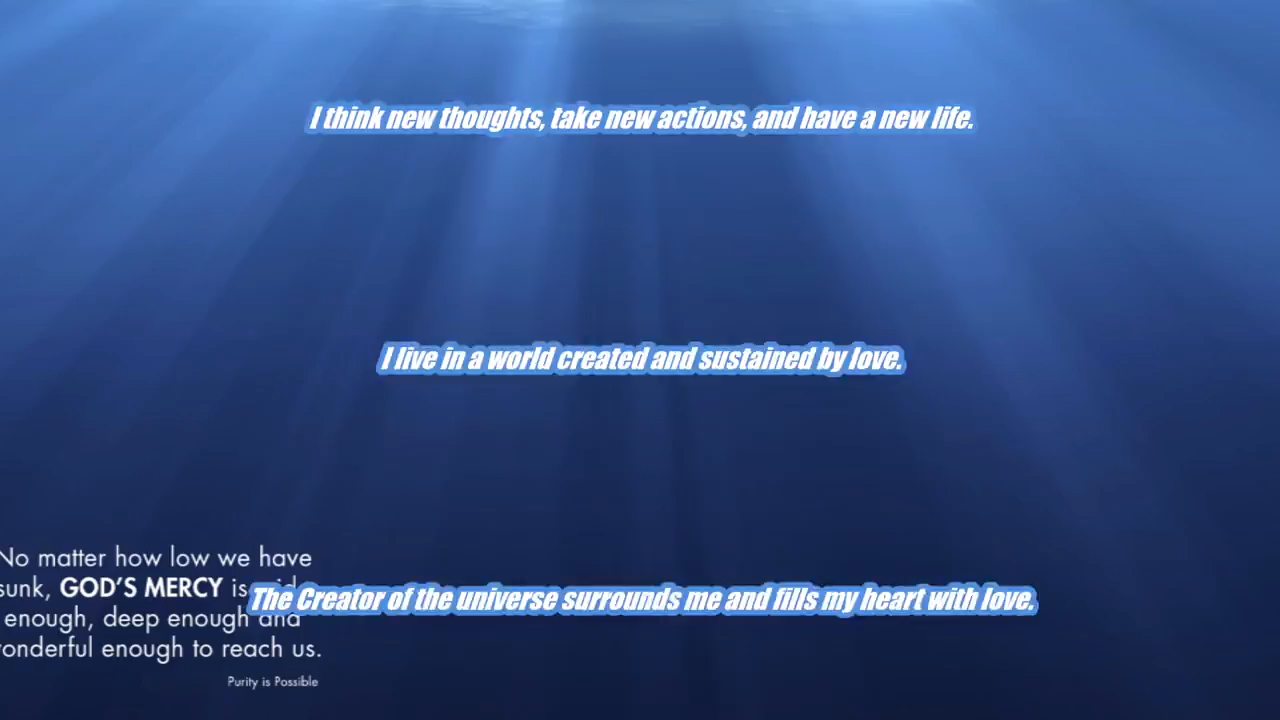 I think new thoughts, take new actions, and have a new life.
I live in a world created and sustained by love.
No matter how low we have
sunk, GOD'S MERCY is
The Creator of the universe surrounds me and fills my heart with love.
enough, deep enough and
enough to reach us.
Purity is Possible